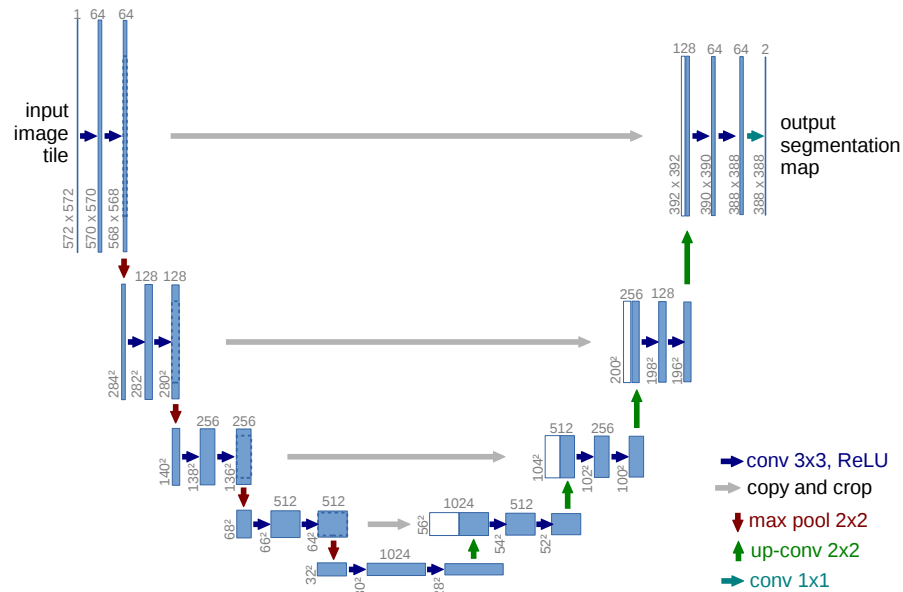 1 64 64
128 64 64 2
input
image
tile
output
segmentation
map
572 x 572
570 x 570
568 x 568
392 x 392
390 x 390
388 x 388
388 x 388
128 128
256 128
284²
282²
280²
200²
198²
196²
256 256
512 256
140²
138²
136²
104²
102²
100²
512 512
1024 512
68²
66²
64²
56²
54²
52²
1024
32²
conv 3x3, ReLU
copy and crop
max pool 2x2
up-conv 2x2
conv 1x1